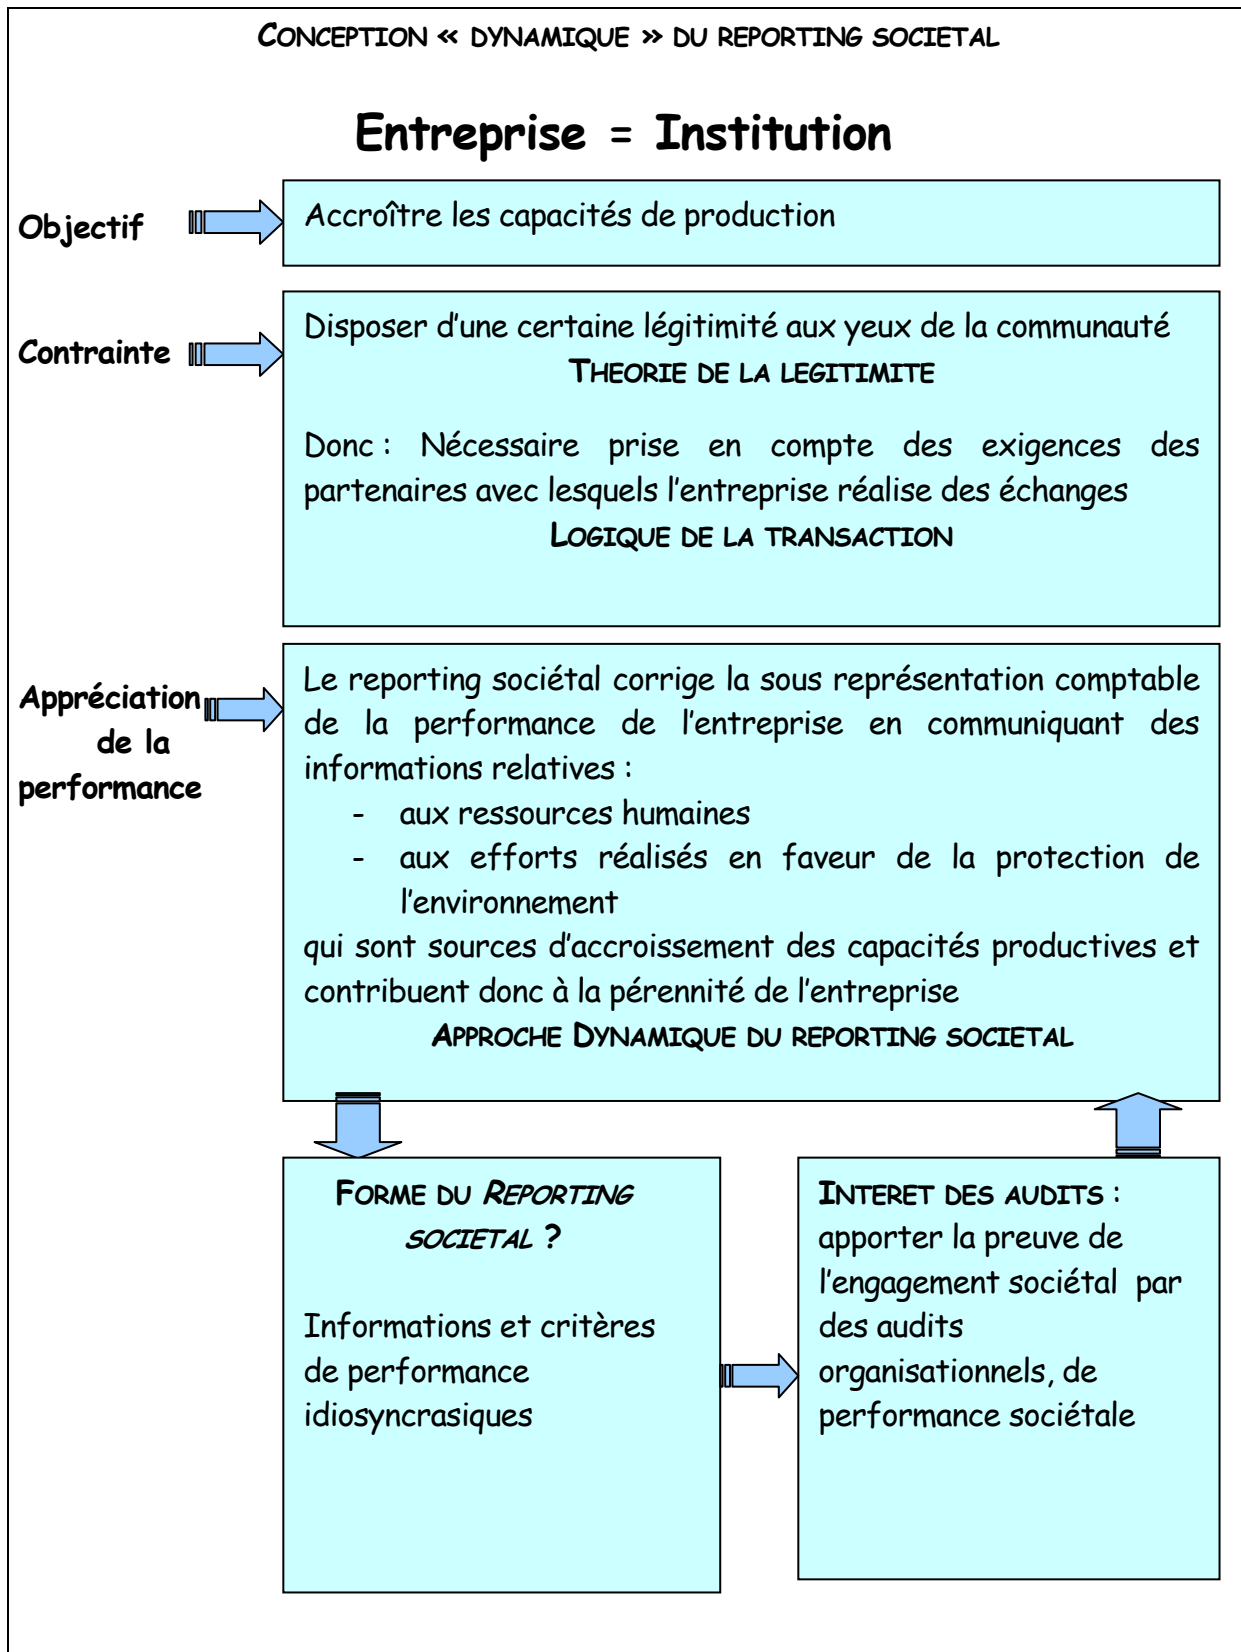 CONCEPTION « DYNAMIQUE » DU REPORTING SOCIETAL
Entreprise = Institution
Objectif
Accroître les capacités de production
Contrainte
Disposer d'une certaine légitimité aux yeux de la communauté
THEORIE DE LA LEGITIMITE
Donc : Nécessaire prise en compte des exigences des
partenaires avec lesquels l'entreprise réalise des échanges
LOGIQUE DE LA TRANSACTION
Appréciation
de la
performance
Le reporting sociétal corrige la sous représentation comptable
de la performance de l'entreprise en communiquant des
informations relatives :
- aux ressources humaines
- aux efforts réalisés en faveur de la protection de
l'environnement
qui sont sources d'accroissement des capacités productives et
contribuent donc à la pérennité de l'entreprise
APPROCHE DYNAMIQUE DU REPORTING SOCIETAL
FORME DU REPORTING
SOCIETAL ?
Informations et critères
de performance
idiosyncrasiques
INTERET DES AUDITS :
apporter la preuve de
l'engagement sociétal par
des audits
organisationnels, de
performance sociétale